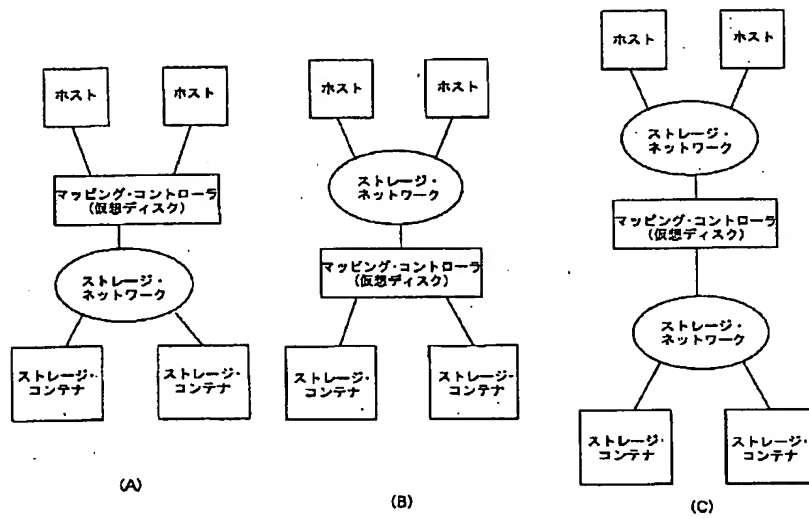 ホスト
ホスト
マッピング・コントローラ
(仮想ディスク)
ストレージ・
ネットワーク
ストレージ・
コンテナ
ストレージ・
コンテナ
(A)
ホスト
ホスト
ストレージ・
ネットワーク
マッピング・コントローラ
(仮想ディスク)
ストレージ・
コンテナ
ストレージ・
コンテナ
(B)
ホスト
ホスト
ストレージ・
ネットワーク
マッピング・コントローラ
(仮想ディスク)
ストレージ・
ネットワーク
ストレージ・
コンテナ
ストレージ・
コンテナ
(C)